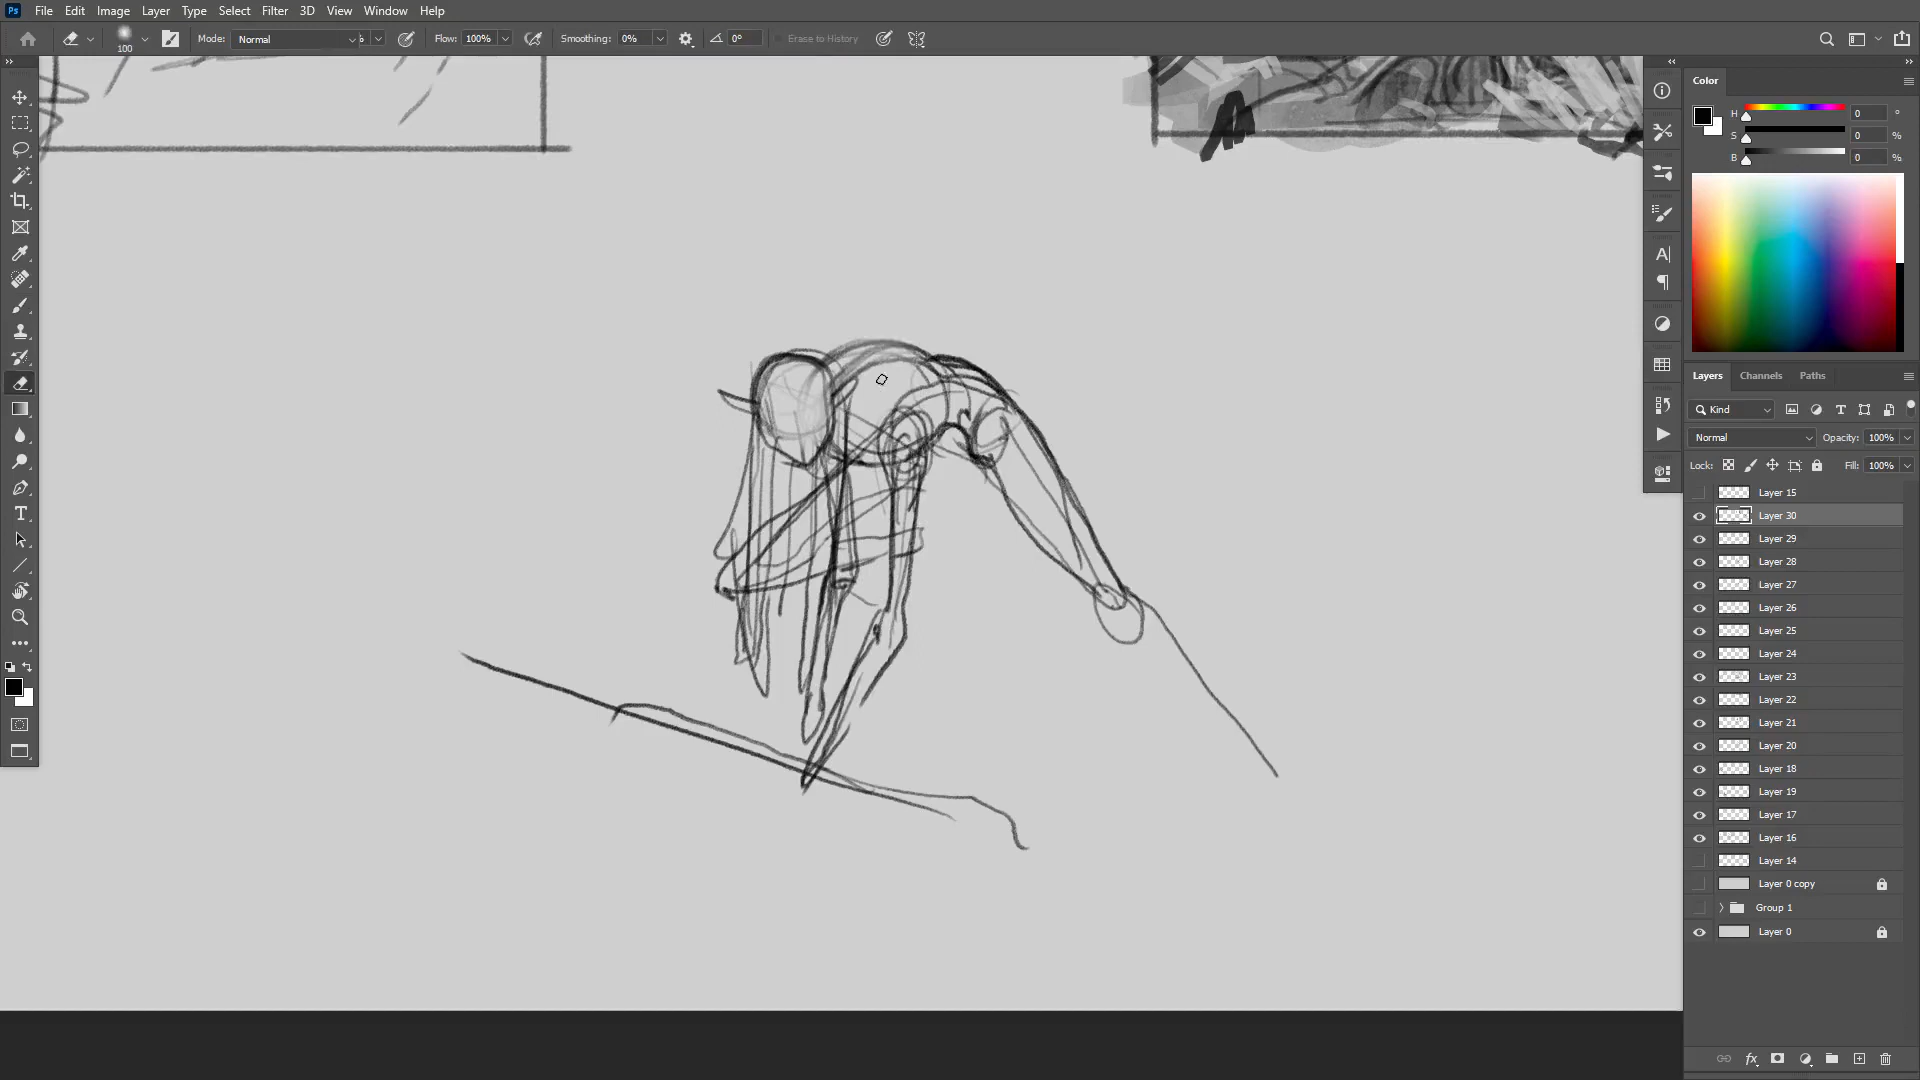 Ps File Edit Image Layer Type Select Filter 3D View Window Help
100 Mode: Normal % Flow: 100% Smoothing: 0% 0° Erase to History
Color
H 0 °
S 0 %
B 0 %
Layers Channels Paths
Kind
Normal Opacity: 100%
Lock: Fill: 100%
Layer 15
Layer 30
Layer 29
Layer 28
Layer 27
Layer 26
Layer 25
Layer 24
Layer 23
Layer 22
Layer 21
Layer 20
Layer 18
Layer 19
Layer 17
Layer 16
Layer 14
Layer 0 copy
Group 1
Layer 0
fx